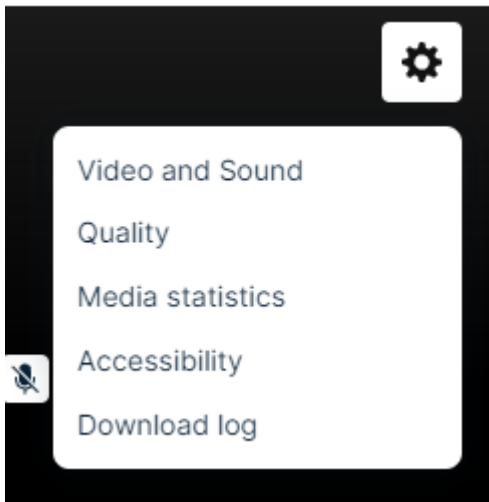 Video and Sound
Quality
Media statistics
Accessibility
Download log